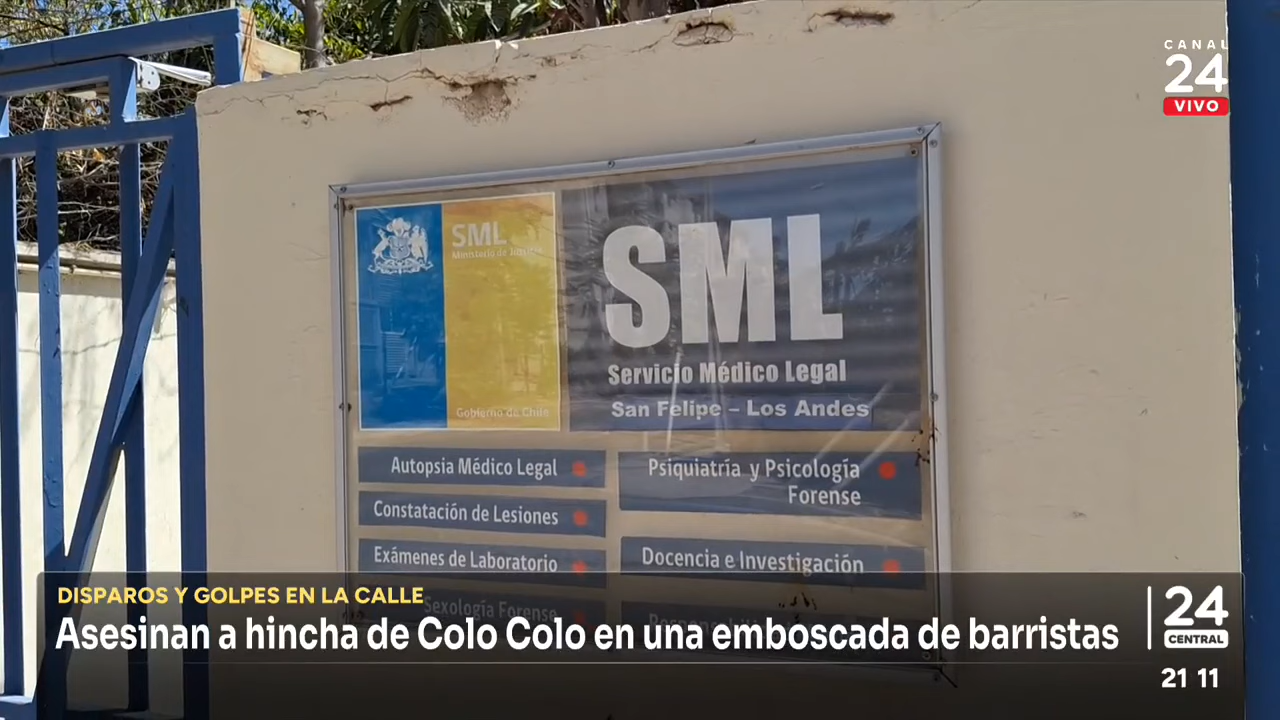 CANAL
24
VIVO
SML
Ministerio de Justicia
Gobierno de Chile
SML
Servicio Médico Legal
San Felipe – Los Andes
Autopsia Médico Legal
Constatación de Lesiones
Exámenes de Laboratorio
Sexología Forense
Psiquiatría y Psicología
Forense
Docencia e Investigación
DISPAROS Y GOLPES EN LA CALLE
Asesinan a hincha de Colo Colo en una emboscada de barristas
24
CENTRAL
21 11